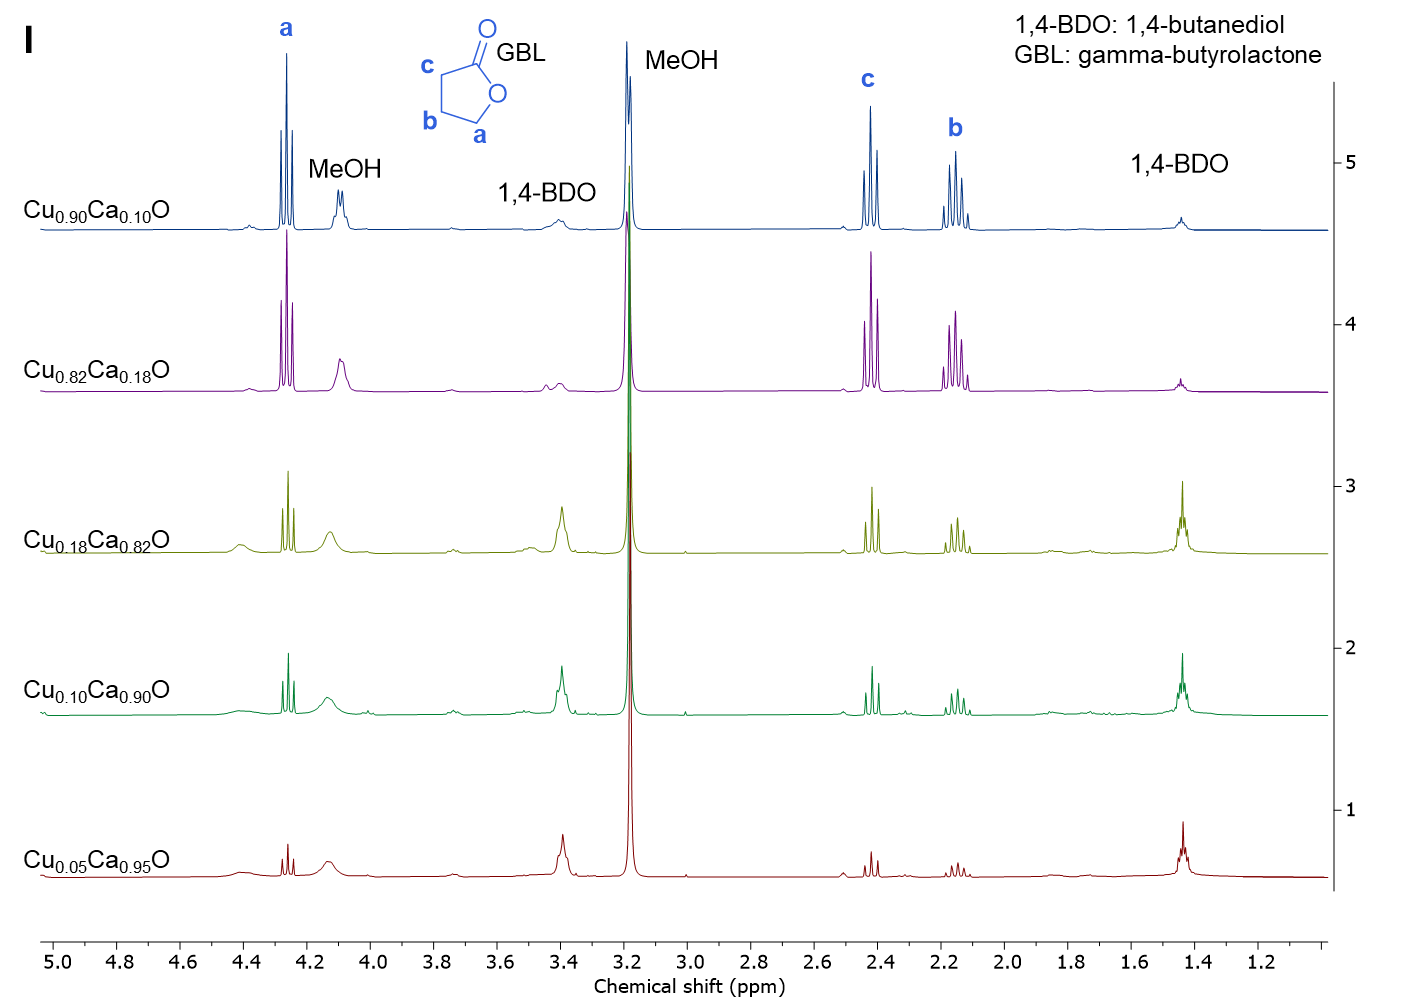 I
a
O
GBL
c
O
b
a
MeOH
1,4-BDO: 1,4-butanediol
GBL: gamma-butyrolactone
c
b
MeOH
1,4-BDO
1,4-BDO
Cu0.90Ca0.10O
5
Cu0.82Ca0.18O
4
Cu0.18Ca0.82O
3
Cu0.10Ca0.90O
2
Cu0.05Ca0.95O
1
5.0 4.8 4.6 4.4 4.2 4.0 3.8 3.6 3.4 3.2 3.0 2.8 2.6 2.4 2.2 2.0 1.8 1.6 1.4 1.2
Chemical shift (ppm)